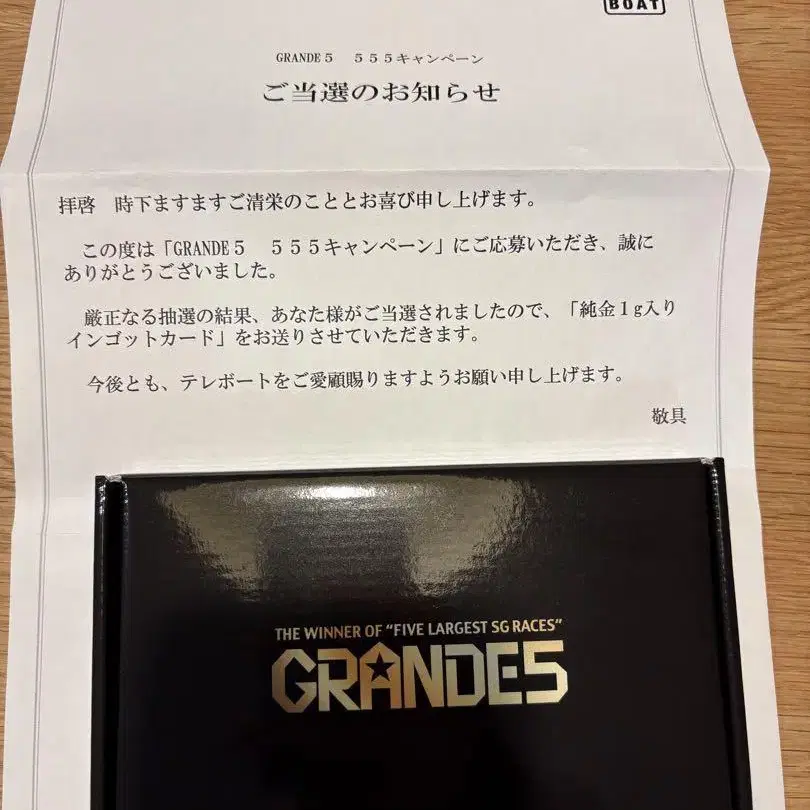 BOAT
GRANDE5 555キャンペーン
ご当選のお知らせ
拝啓 時下ますますご清栄のこととお喜び申し上げます。
この度は「GRANDE5 555キャンペーン」にご応募いただき、誠に
ありがとうございました。
厳正なる抽選の結果、あなた様がご当選されましたので、「純金1g入り
インゴットカード」をお送りさせていただきます。
今後とも、テレボートをご愛顧賜りますようお願い申し上げます。
敬具
THE WINNER OF "FIVE LARGEST SG RACES"
GRANDE5